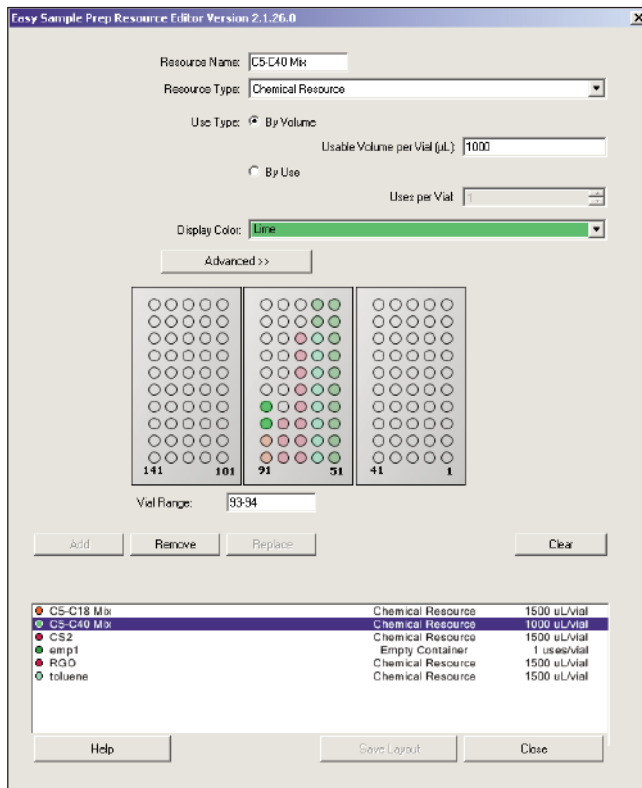 Easy Sample Prep Resource Editor Version 2.1.26.0
Resource Name: C5-C40 Mix
Resource Type: Chemical Resource
Use Type: By Volume
Usable Volume per Vial (µL): 1000
By Use
Uses per Vial: 1
Display Color: Lime
Advanced >>
141 101 91 51 41 1
Vial Range: 93-94
Add Remove Replace Clear
C5-C18 Mix Chemical Resource 1500 uL/vial
C5-C40 Mix Chemical Resource 1000 uL/vial
CS2 Chemical Resource 1500 uL/vial
emp1 Empty Container 1 uses/vial
RGO Chemical Resource 1500 uL/vial
toluene Chemical Resource 1500 uL/vial
Help Save Layout Close